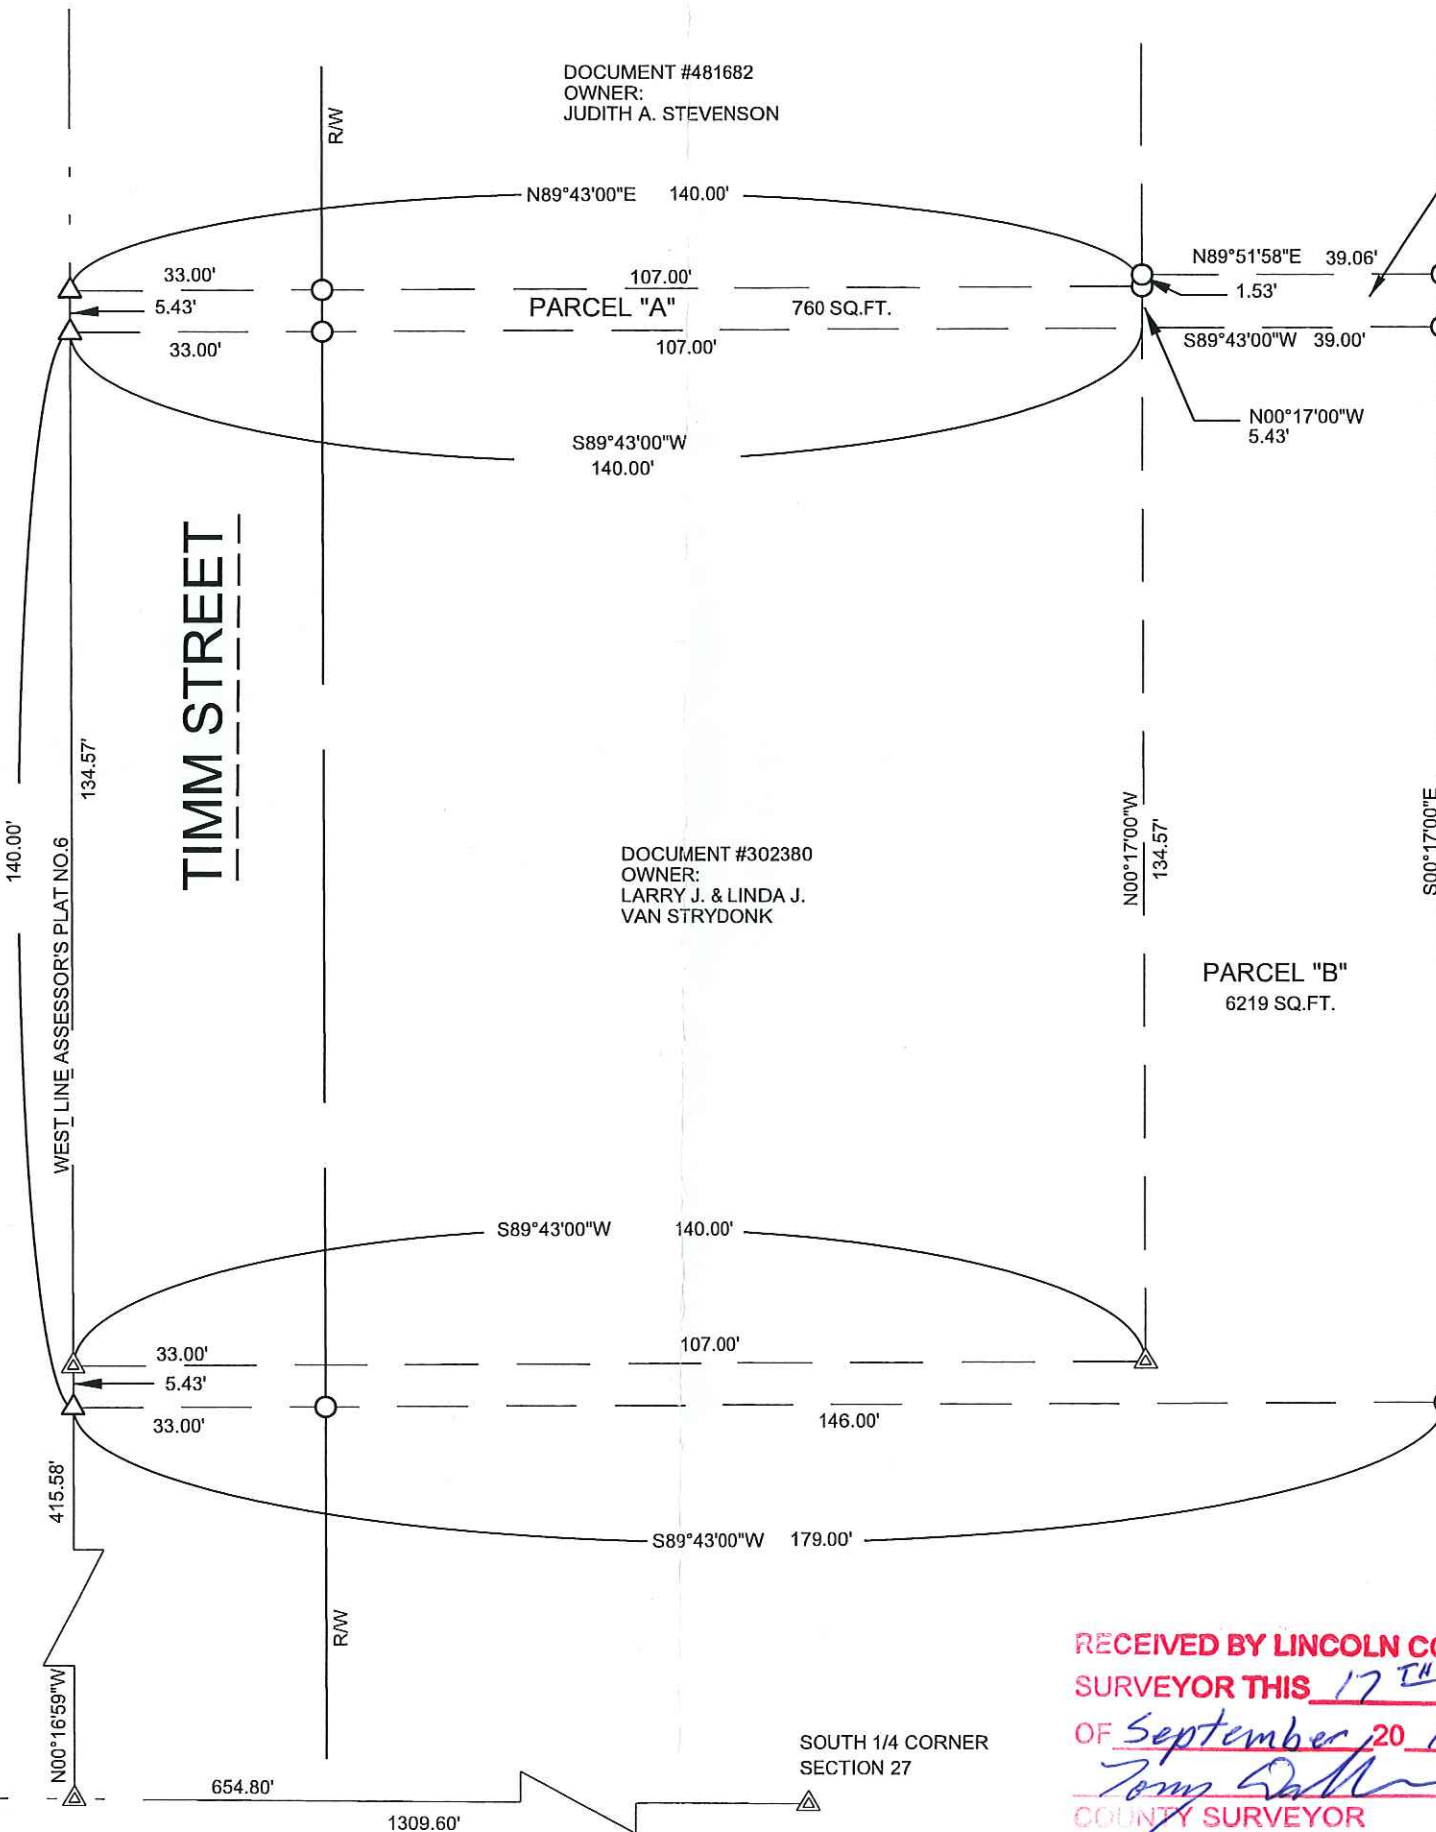 DOCUMENT #481682
OWNER:
JUDITH A. STEVENSON
R/W
N89°43'00"E 140.00'
N89°51'58"E 39.06'
33.00'
107.00'
1.53'
5.43'
PARCEL "A" 760 SQ.FT.
33.00'
107.00'
S89°43'00"W 39.00'
N00°17'00"W
5.43'
S89°43'00"W
140.00'
TIMM STREET
140.00'
134.57'
WEST LINE ASSESSOR'S PLAT NO.6
DOCUMENT #302380
OWNER:
LARRY J. & LINDA J.
VAN STRYDONK
N00°17'00"W
134.57'
S00°17'00"E
PARCEL "B"
6219 SQ.FT.
S89°43'00"W 140.00'
33.00'
107.00'
5.43'
33.00'
146.00'
415.58'
S89°43'00"W 179.00'
R/W
N00°16'59"W
654.80'
1309.60'
SOUTH 1/4 CORNER
SECTION 27
RECEIVED BY LINCOLN CO
SURVEYOR THIS 17TH
OF September 20
COUNTY SURVEYOR